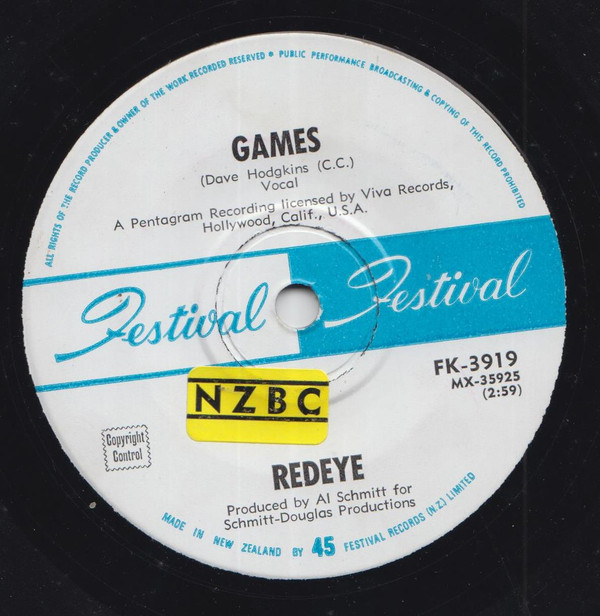 ALL RIGHTS OF THE RECORD PRODUCER & OWNER OF THE WORK RECORDED RESERVED • PUBLIC PERFORMANCE BROADCASTING & COPYING OF THIS RECORD PROHIBITED
GAMES
(Dave Hodgkins (C.C.)
Vocal
A Pentagram Recording licensed by Viva Records,
Hollywood, Calif., U.S.A.
Festival Festival
FK-3919
MX-35925
(2:59)
NZBC
Copyright
Control
REDEYE
Produced by Al Schmitt for
Schmitt-Douglas Productions
MADE IN NEW ZEALAND BY 45 FESTIVAL RECORDS (N.Z.) LIMITED